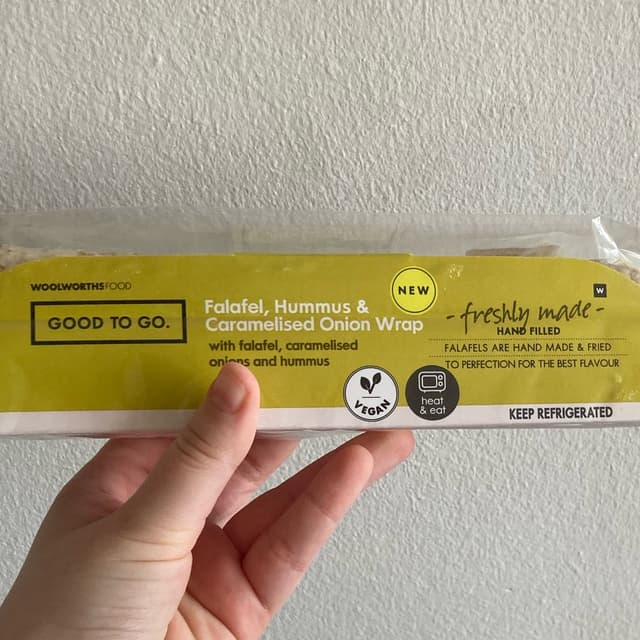 WOOLWORTHSFOOD
GOOD TO GO.
Falafel, Hummus &
Caramelised Onion Wrap
with falafel, caramelised
onions and hummus
NEW
VEGAN
heat
& eat
W
- freshly made -
HAND FILLED
FALAFELS ARE HAND MADE & FRIED
TO PERFECTION FOR THE BEST FLAVOUR
KEEP REFRIGERATED